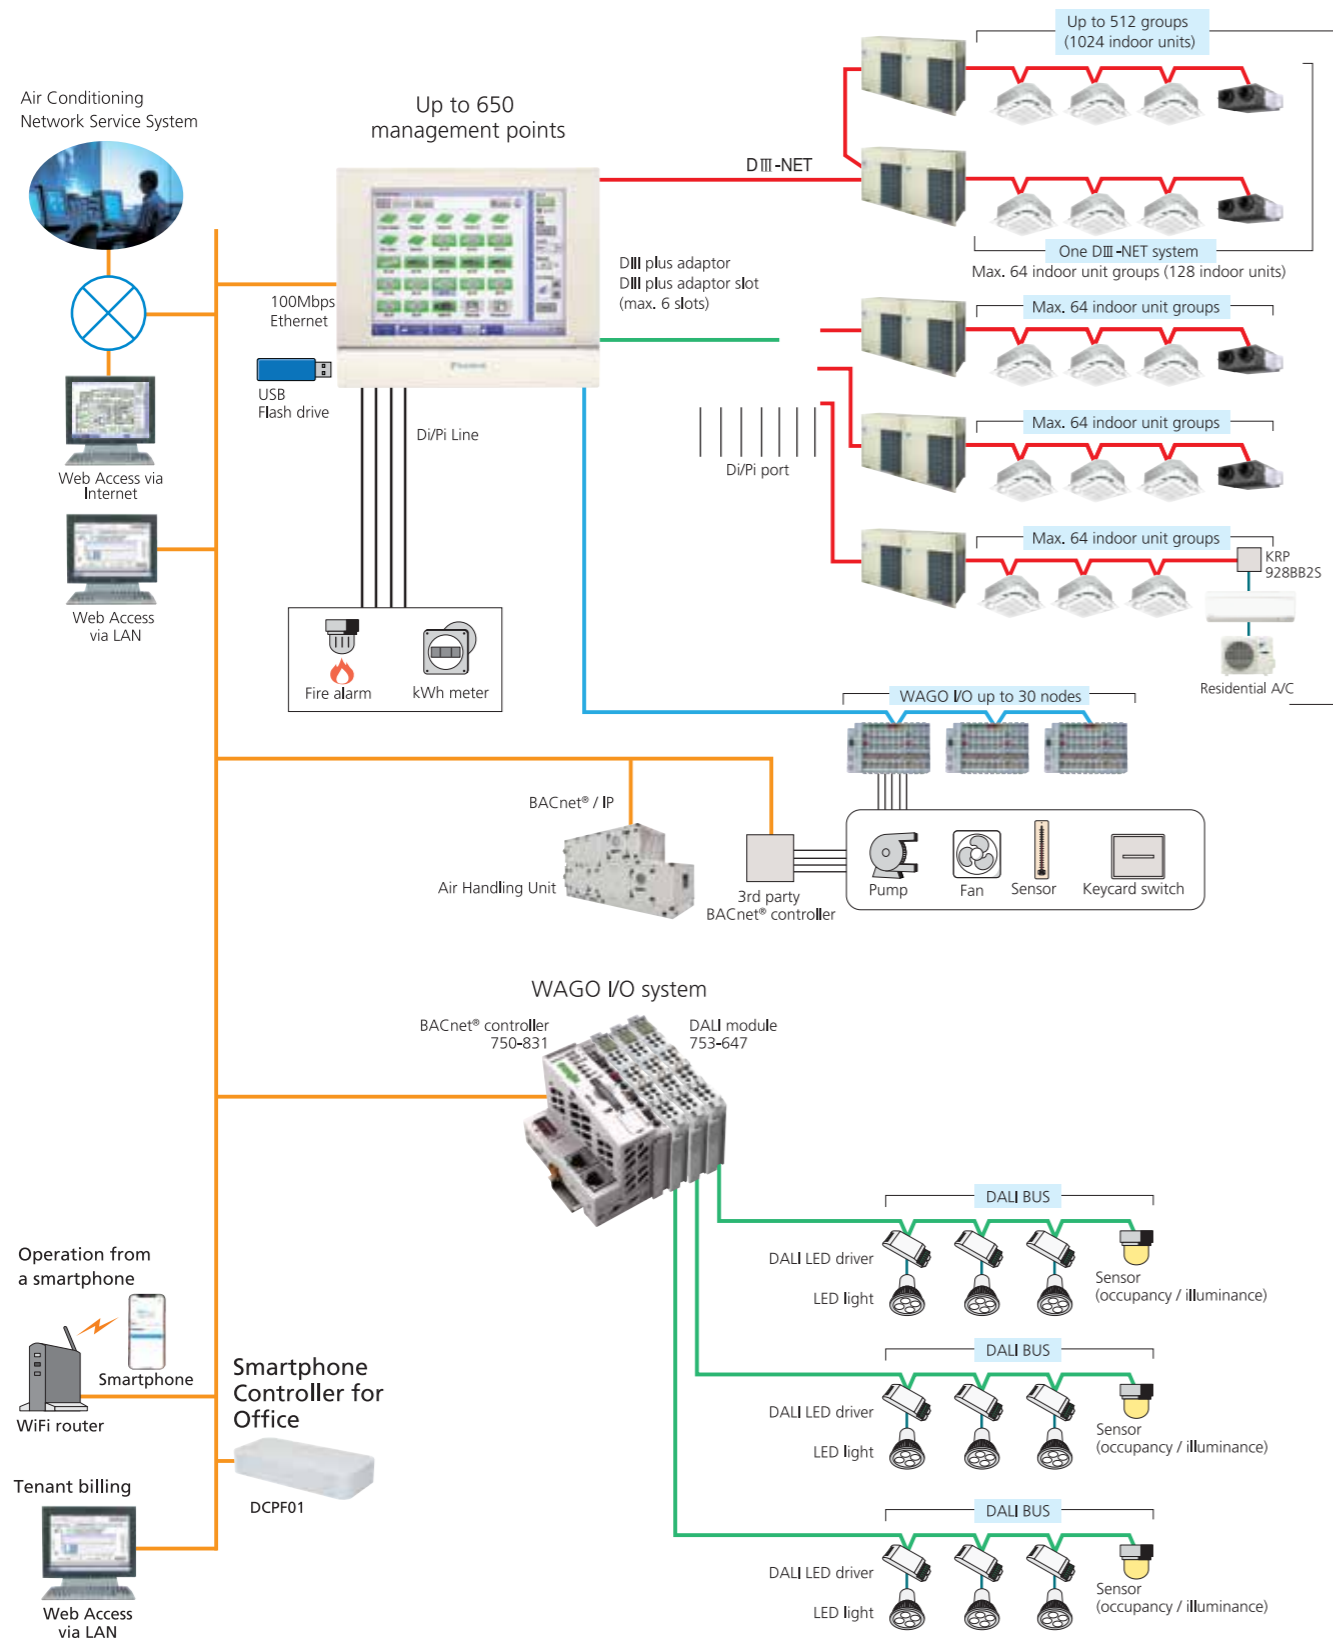 Up to 512 groups
(1024 indoor units)
Air Conditioning
Network Service System
Up to 650
management points
DⅢ-NET
One DⅢ-NET system
Max. 64 indoor unit groups (128 indoor units)
DⅢ plus adaptor
DⅢ plus adaptor slot
(max. 6 slots)
100Mbps
Ethernet
Max. 64 indoor unit groups
USB
Flash drive
Di/Pi Line
Max. 64 indoor unit groups
Di/Pi port
Web Access via
Internet
Max. 64 indoor unit groups
KRP
928BB2S
Web Access
via LAN
Fire alarm
kWh meter
Residential A/C
WAGO I/O up to 30 nodes
BACnet® / IP
Air Handling Unit
3rd party
BACnet® controller
Pump
Fan
Sensor
Keycard switch
WAGO I/O system
BACnet® controller
750-831
DALI module
753-647
DALI BUS
DALI LED driver
LED light
Sensor
(occupancy / illuminance)
Operation from
a smartphone
Smartphone
WiFi router
Smartphone
Controller for
Office
DCPF01
DALI BUS
DALI LED driver
LED light
Sensor
(occupancy / illuminance)
Tenant billing
Web Access
via LAN
DALI BUS
DALI LED driver
LED light
Sensor
(occupancy / illuminance)